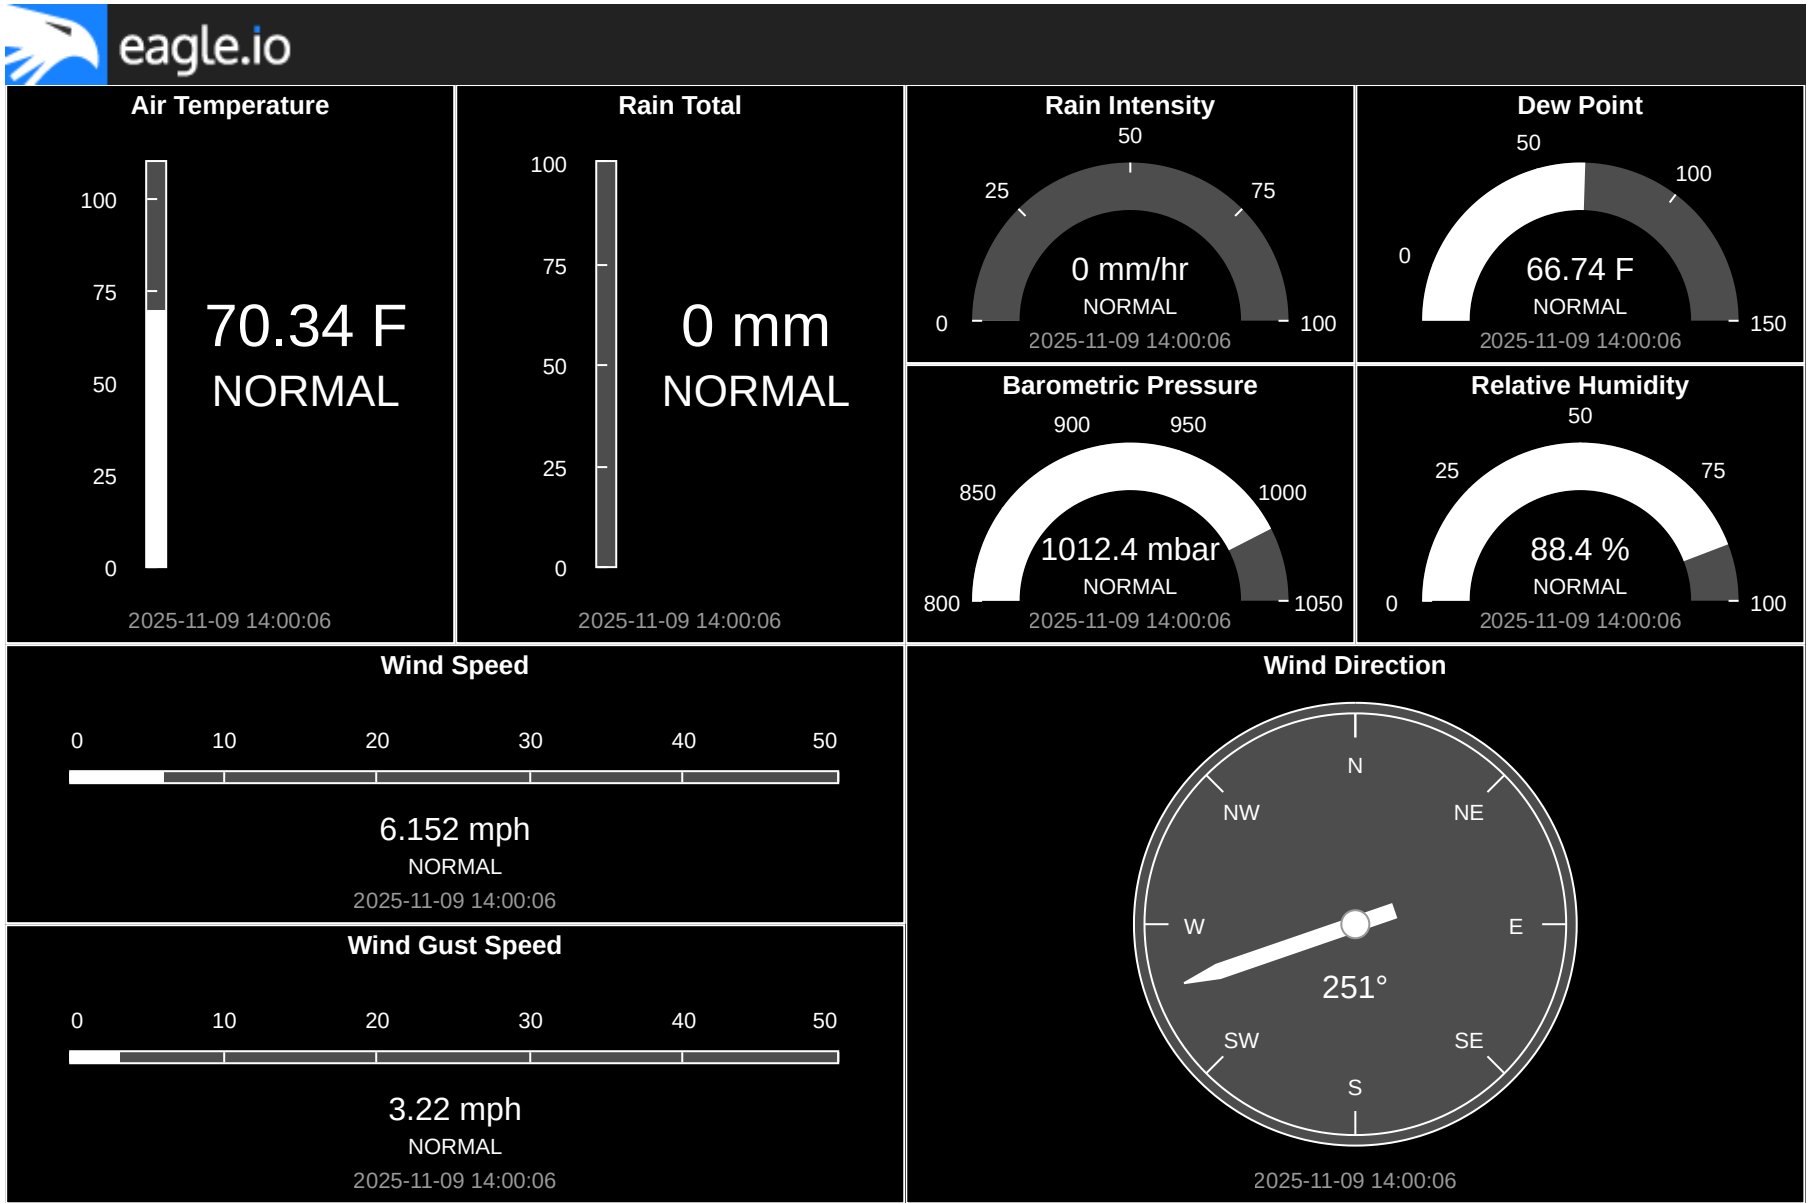 eagle.io
Air Temperature
100
75
50
25
0
70.34 F
NORMAL
2025-11-09 14:00:06
Rain Total
100
75
50
25
0
0 mm
NORMAL
2025-11-09 14:00:06
Rain Intensity
50
25
75
0
100
0 mm/hr
NORMAL
2025-11-09 14:00:06
Dew Point
50
100
0
150
66.74 F
NORMAL
2025-11-09 14:00:06
Barometric Pressure
900 950
850 1000
800 1050
1012.4 mbar
NORMAL
2025-11-09 14:00:06
Relative Humidity
50
25 75
0 100
88.4 %
NORMAL
2025-11-09 14:00:06
Wind Speed
0 10 20 30 40 50
6.152 mph
NORMAL
2025-11-09 14:00:06
Wind Gust Speed
0 10 20 30 40 50
3.22 mph
NORMAL
2025-11-09 14:00:06
Wind Direction
N
NW NE
W E
251°
SW SE
S
2025-11-09 14:00:06